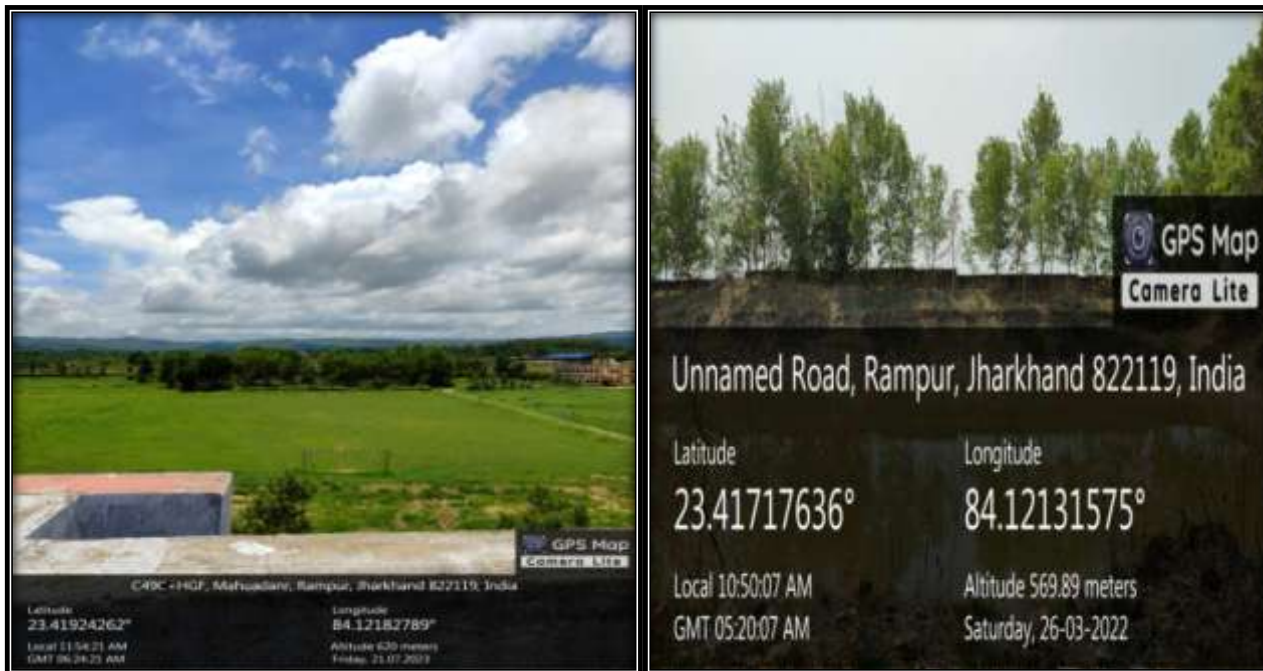 GPS Map
Camera Lite
C49C+HGF, Mahuadanr, Rampur, Jharkhand 822119, India
Latitude
23.41924262°
Longitude
84.12182789°
Local 11:54:21 AM
GMT 06:24:21 AM
Altitude 620 meters
Friday, 21.07.2023
GPS Map
Camera Lite
Unnamed Road, Rampur, Jharkhand 822119, India
Latitude
23.41717636°
Longitude
84.12131575°
Local 10:50:07 AM
GMT 05:20:07 AM
Altitude 569.89 meters
Saturday, 26-03-2022